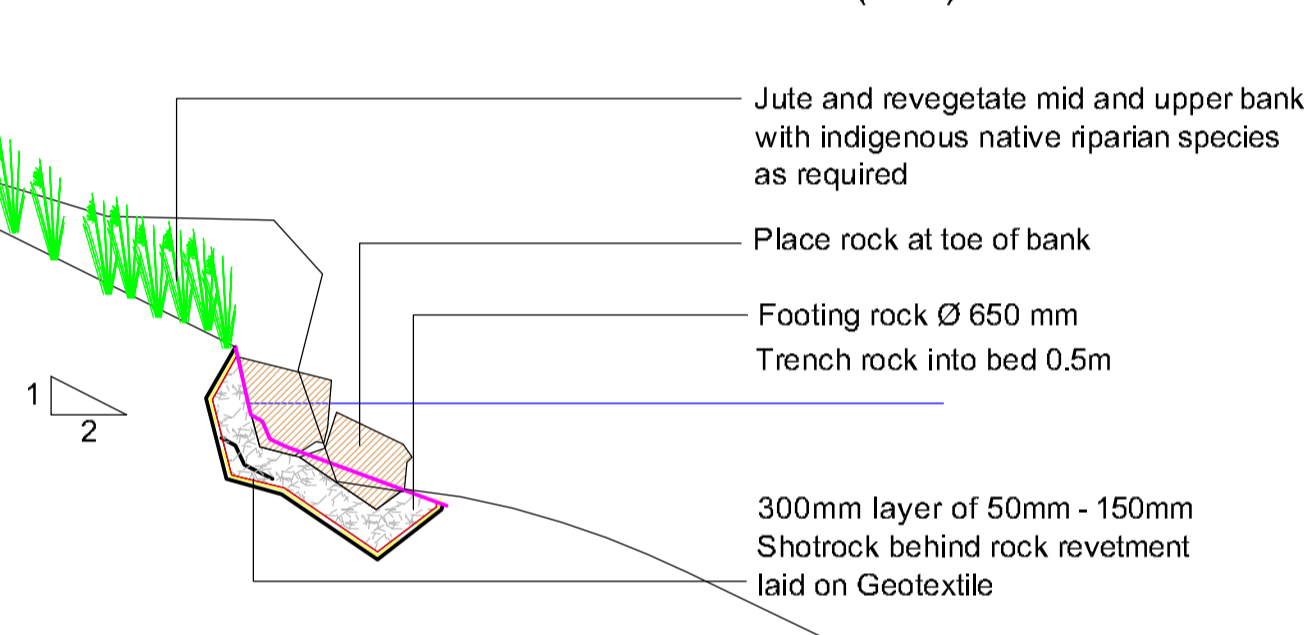 Jute and revegetate mid and upper bank
with indigenous native riparian species
as required
Place rock at toe of bank
Footing rock Ø 650 mm
Trench rock into bed 0.5m
1
2
300mm layer of 50mm - 150mm
Shotrock behind rock revetment
laid on Geotextile